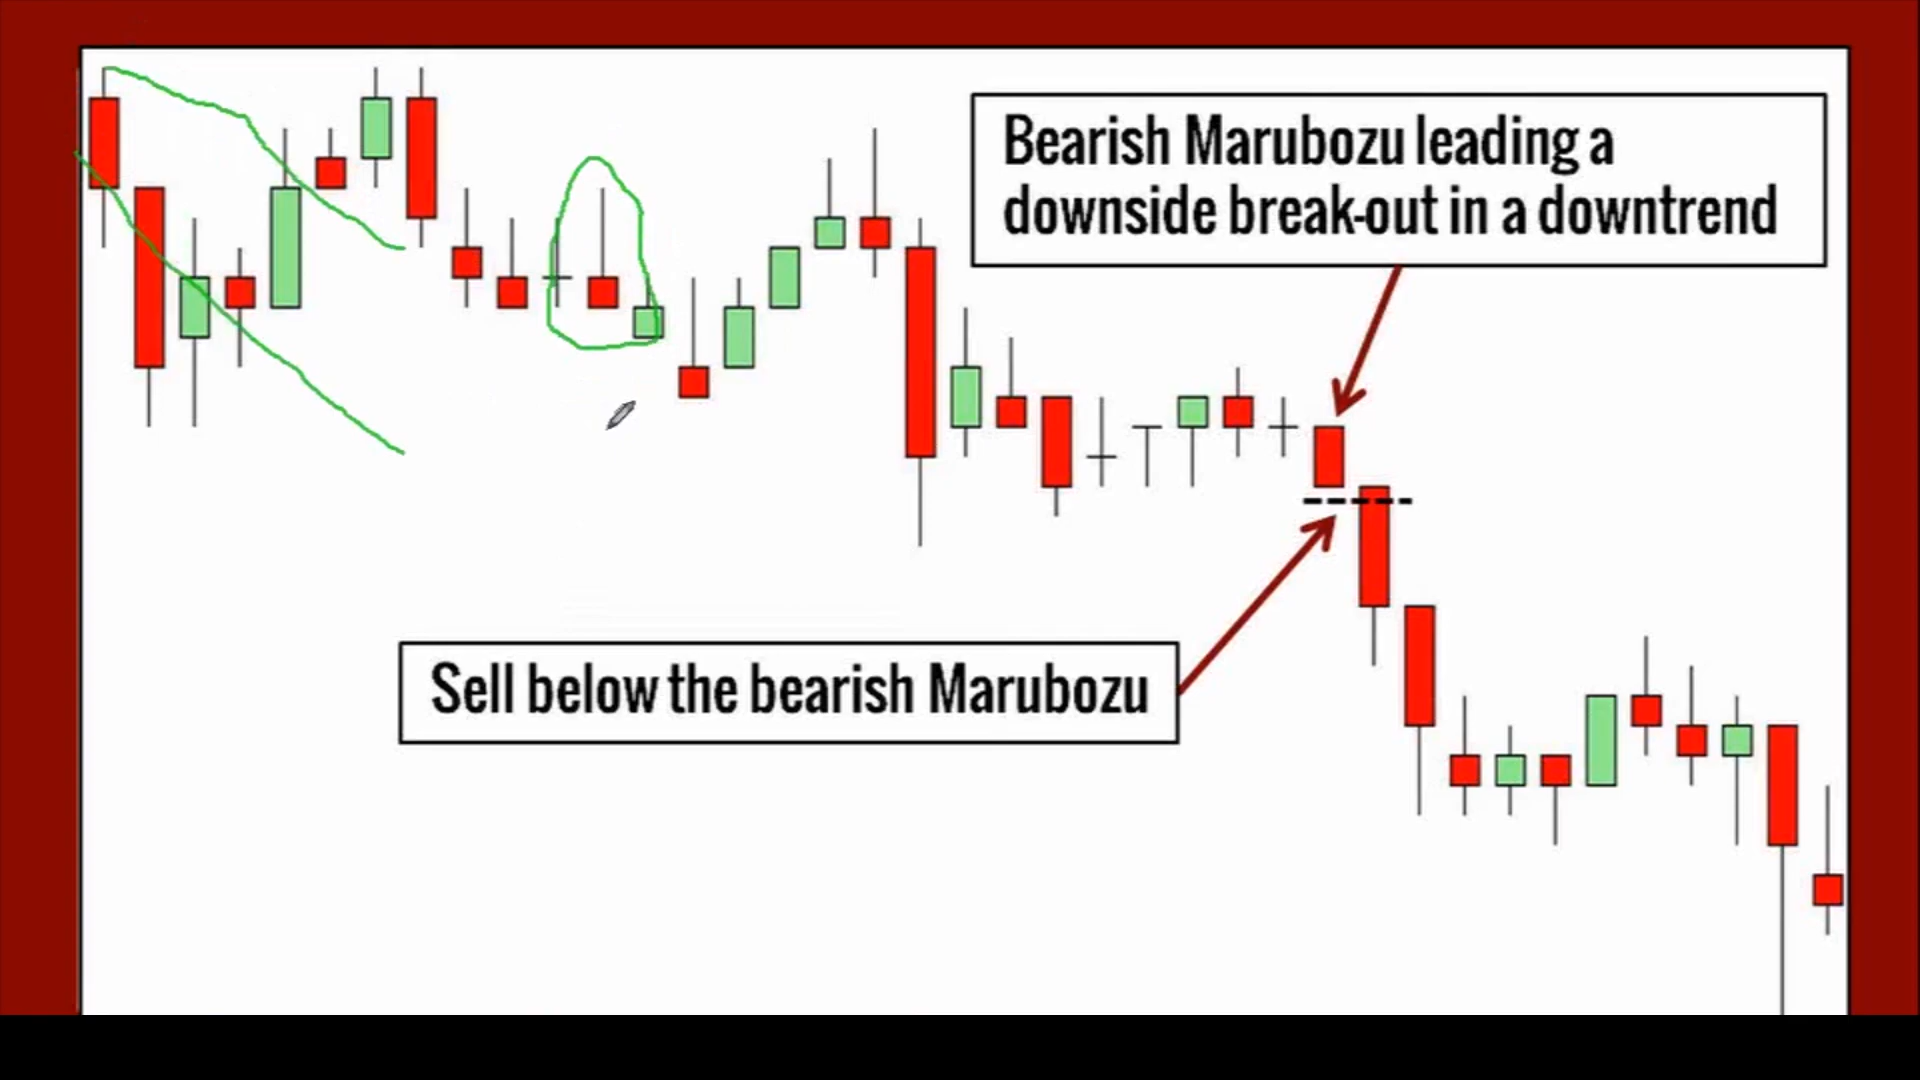 Bearish Marubozu leading a
downside break-out in a downtrend
Sell below the bearish Marubozu